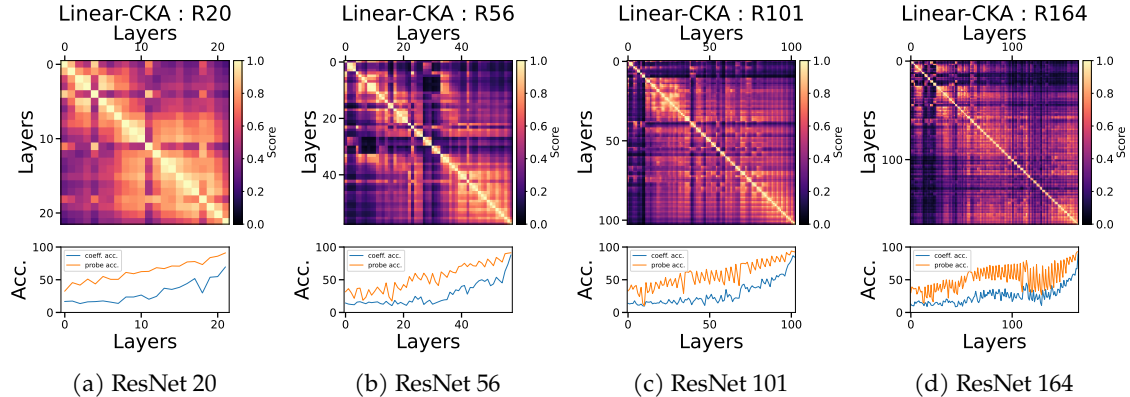 Linear-CKA : R20
Layers
0 10 20
0
10
20
Layers
1.0
0.8
0.6
0.4
0.2
0.0
Score
100
50
0
Acc.
coeff. acc.
probe acc.
0 10 20
Layers
(a) ResNet 20
Linear-CKA : R56
Layers
0 20 40
0
20
40
Layers
1.0
0.8
0.6
0.4
0.2
0.0
Score
100
50
0
Acc.
coeff. acc.
probe acc.
0 20 40
Layers
(b) ResNet 56
Linear-CKA : R101
Layers
0 50 100
0
50
100
Layers
1.0
0.8
0.6
0.4
0.2
0.0
Score
100
50
0
Acc.
coeff. acc.
probe acc.
0 50 100
Layers
(c) ResNet 101
Linear-CKA : R164
Layers
0 100
0
100
Layers
1.0
0.8
0.6
0.4
0.2
0.0
Score
100
50
0
Acc.
coeff. acc.
probe acc.
0 100
Layers
(d) ResNet 164